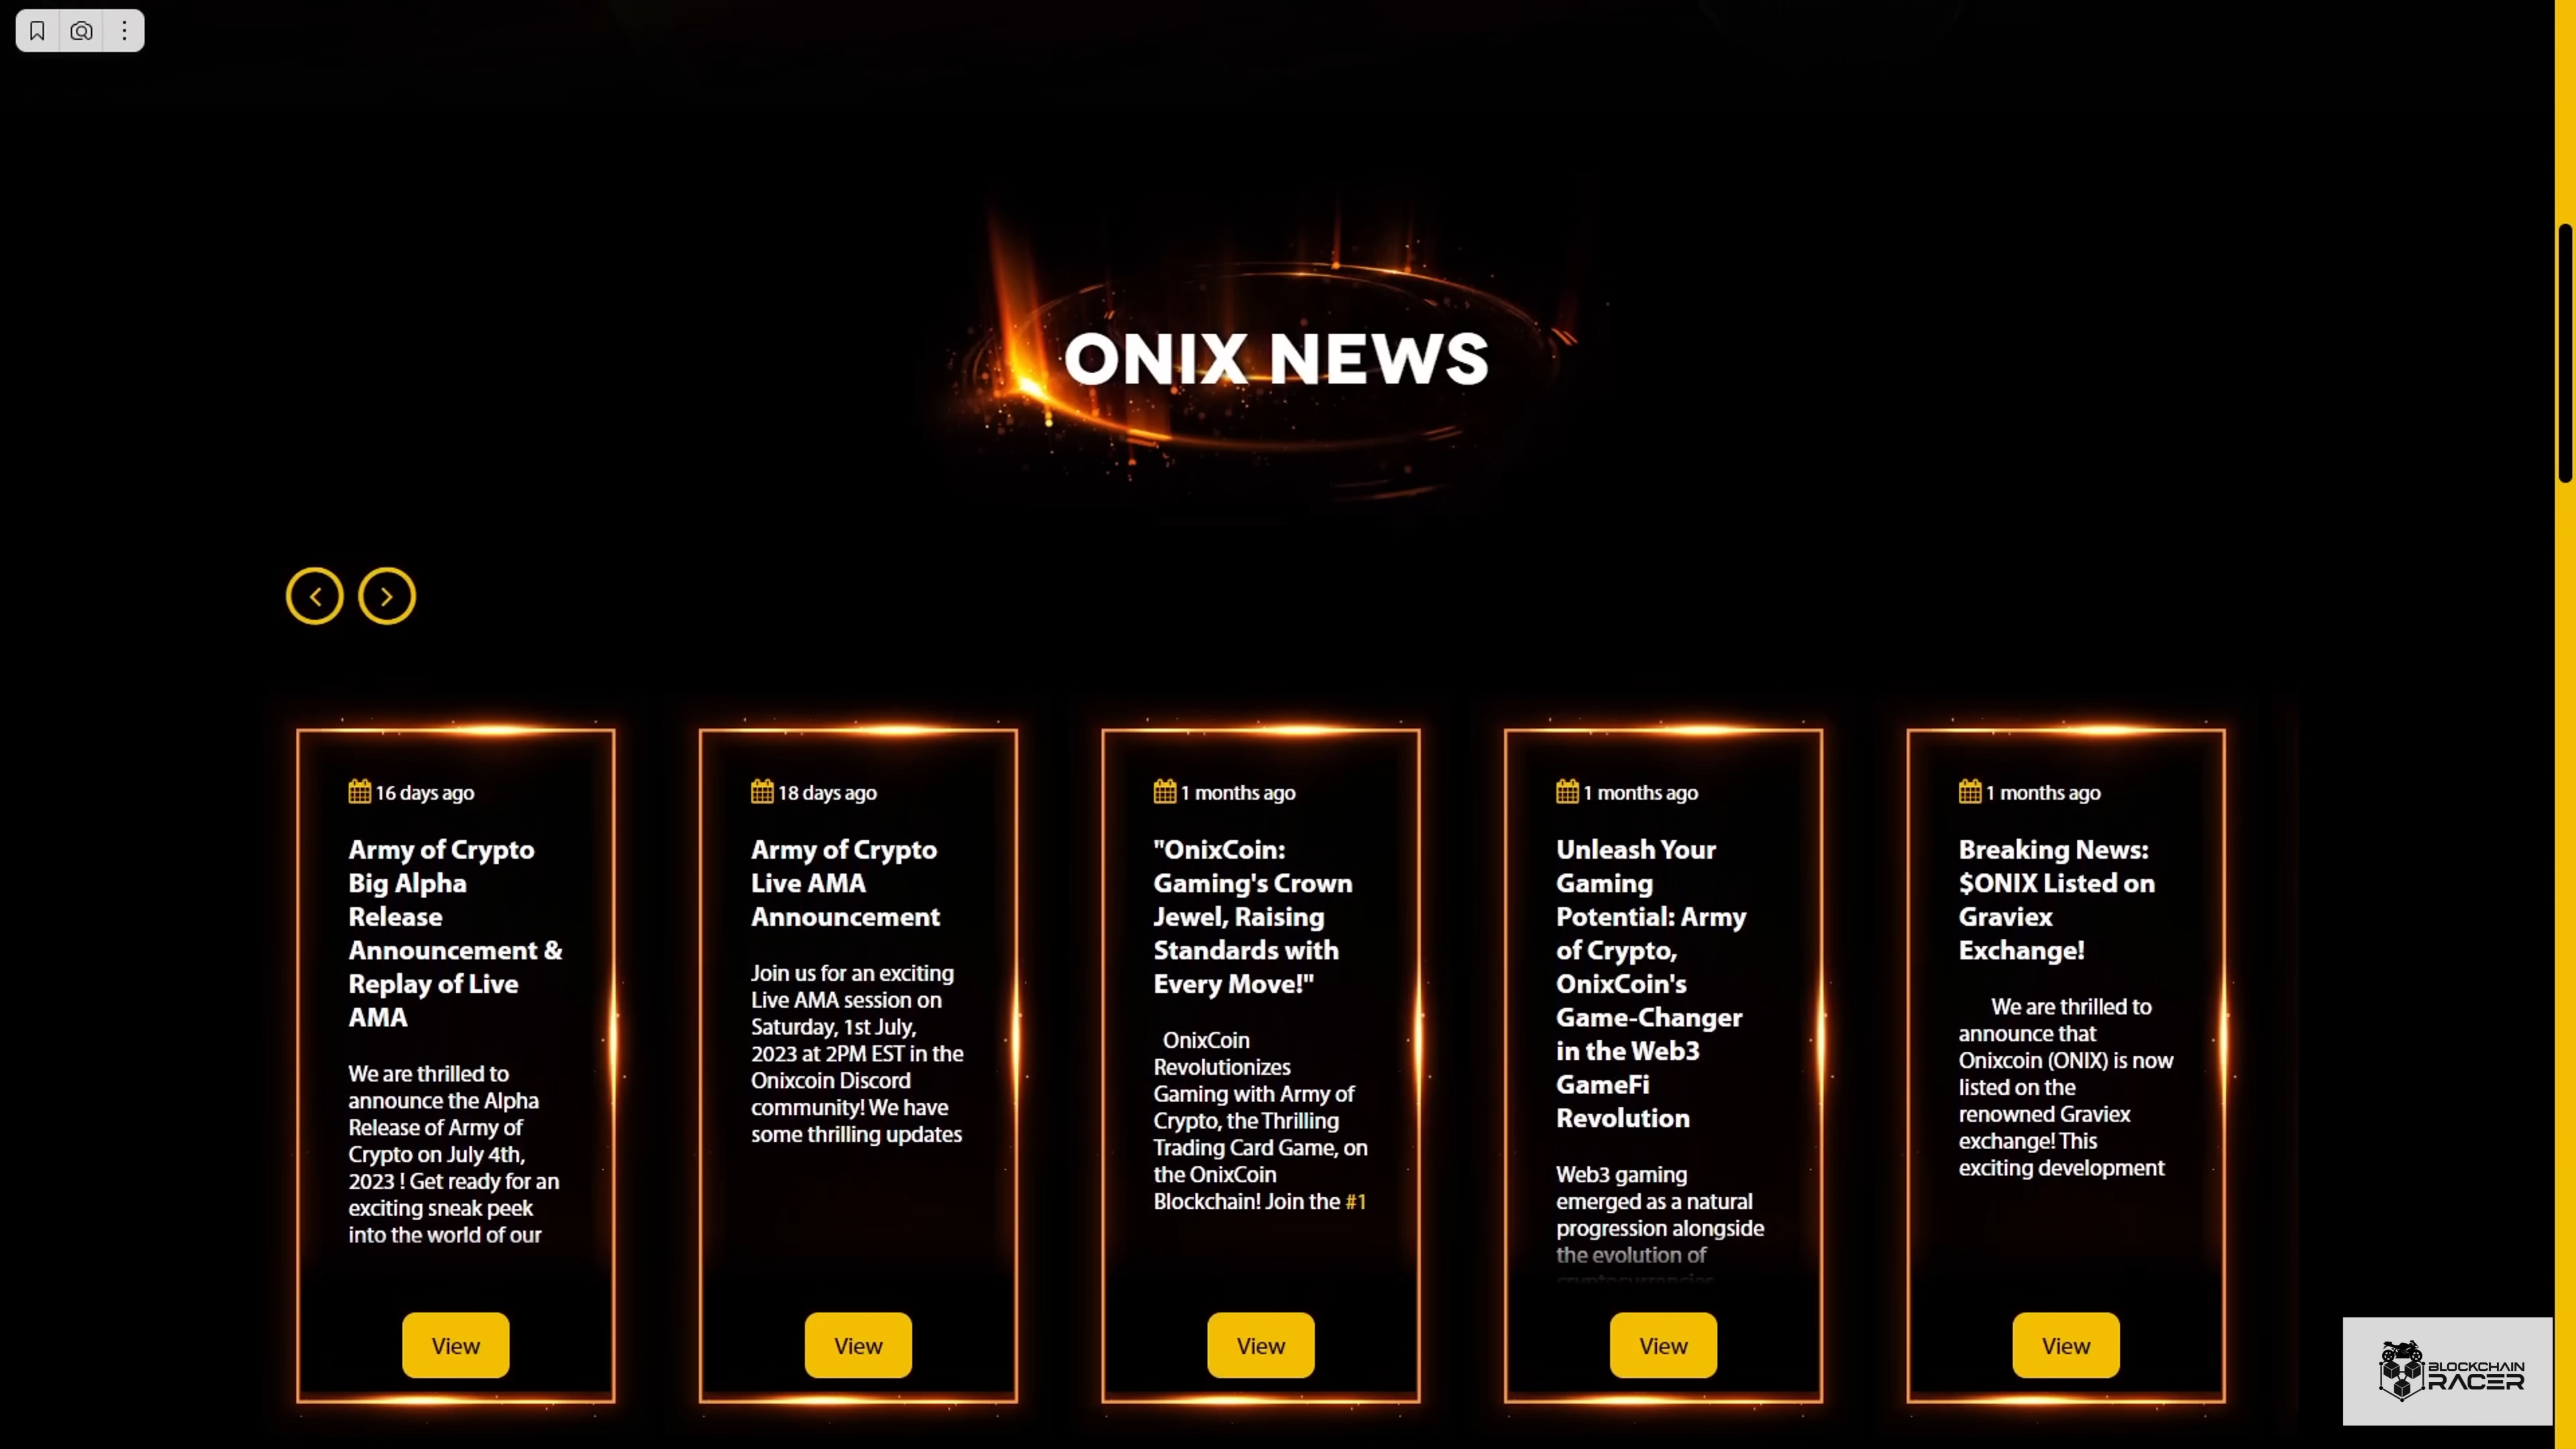 ONIX NEWS
16 days ago
Army of Crypto
Big Alpha
Release
Announcement &
Replay of Live
AMA
We are thrilled to
announce the Alpha
Release of Army of
Crypto on July 4th,
2023 ! Get ready for an
exciting sneak peek
into the world of our
View
18 days ago
Army of Crypto
Live AMA
Announcement
Join us for an exciting
Live AMA session on
Saturday, 1st July,
2023 at 2PM EST in the
Onixcoin Discord
community! We have
some thrilling updates
View
1 months ago
"OnixCoin:
Gaming's Crown
Jewel, Raising
Standards with
Every Move!"
OnixCoin
Revolutionizes
Gaming with Army of
Crypto, the Thrilling
Trading Card Game, on
the OnixCoin
Blockchain! Join the #1
View
1 months ago
Unleash Your
Gaming
Potential: Army
of Crypto,
OnixCoin's
Game-Changer
in the Web3
GameFi
Revolution
Web3 gaming
emerged as a natural
progression alongside
the evolution of
View
1 months ago
Breaking News:
$ONIX Listed on
Graviex
Exchange!
We are thrilled to
announce that
Onixcoin (ONIX) is now
listed on the
renowned Graviex
exchange! This
exciting development
View
BLOCKCHAIN
RACER